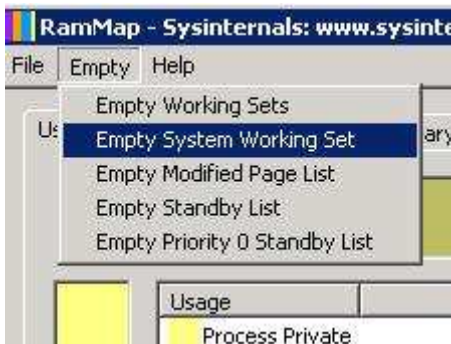 RamMap - Sysinternals: www.sysinte
File Empty Help
Empty Working Sets
Empty System Working Set
Empty Modified Page List
Empty Standby List
Empty Priority 0 Standby List
Usage
Process Private